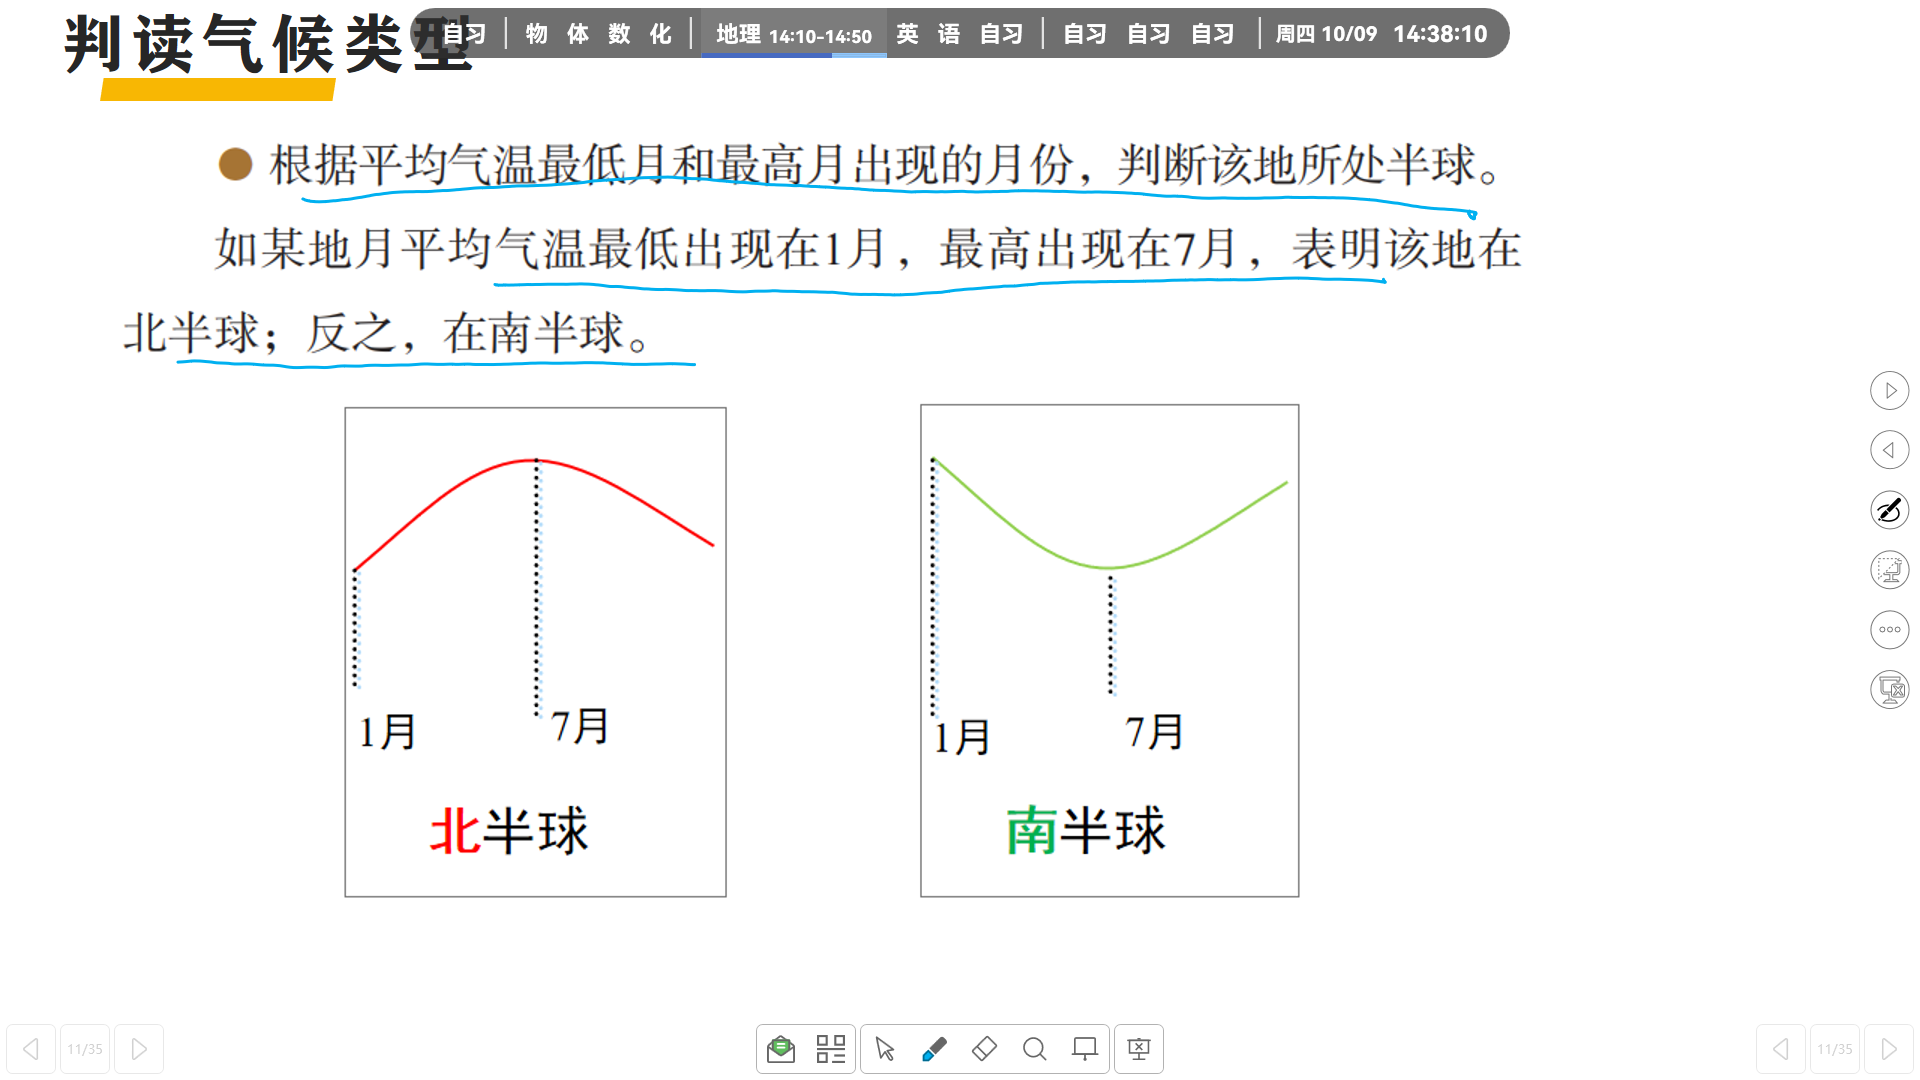 判读气候类型
自习 物 体 数 化 地理 14:10-14:50 英 语 自习 自习 自习 自习 周四 10/09 14:38:10
根据平均气温最低月和最高月出现的月份，判断该地所处半球。
如某地月平均气温最低出现在1月，最高出现在7月，表明该地在
北半球；反之，在南半球。
1月 7月
北半球
1月 7月
南半球
11/35
11/35